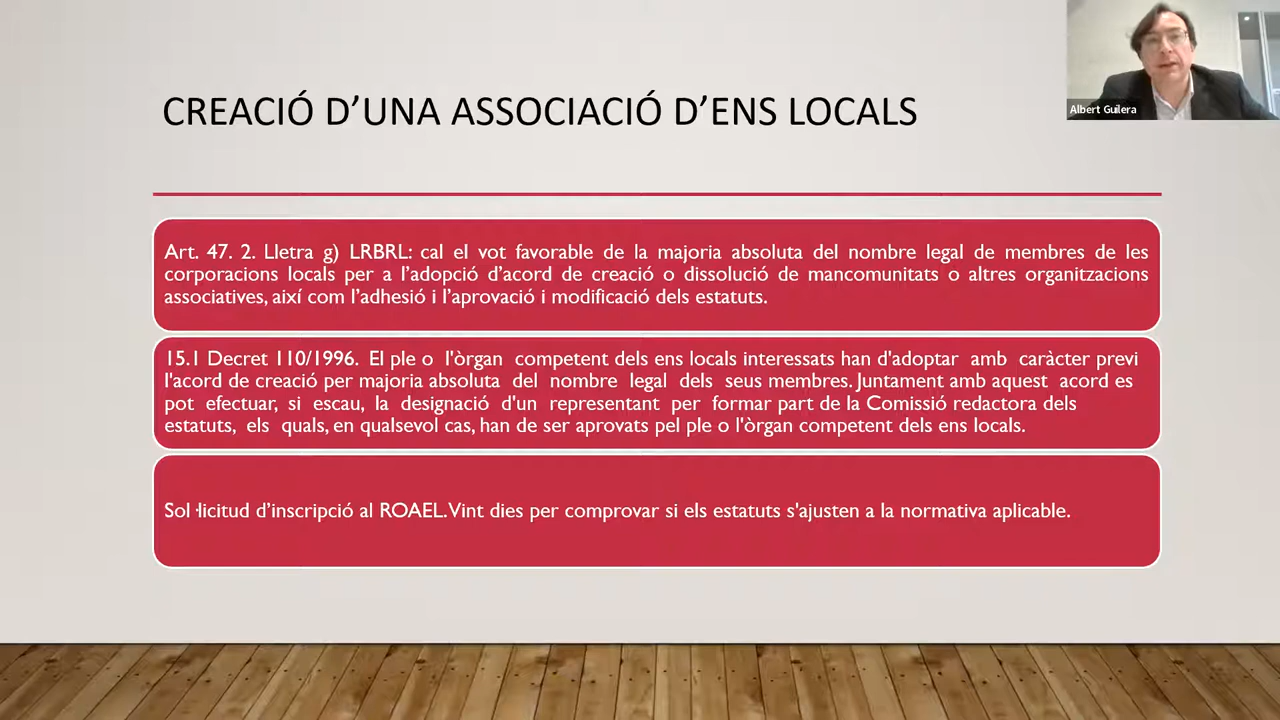 CREACIÓ D’UNA ASSOCIACIÓ D’ENS LOCALS
Albert Guilera
Art. 47. 2. Lletra g) LRBRL: cal el vot favorable de la majoria absoluta del nombre legal de membres de les
corporacions locals per a l’adopció d’acord de creació o dissolució de mancomunitats o altres organitzacions
associatives, així com l’adhesió i l’aprovació i modificació dels estatuts.
15.1 Decret 110/1996. El ple o l'òrgan competent dels ens locals interessats han d'adoptar amb caràcter previ
l'acord de creació per majoria absoluta del nombre legal dels seus membres. Juntament amb aquest acord es
pot efectuar, si escau, la designació d'un representant per formar part de la Comissió redactora dels
estatuts, els quals, en qualsevol cas, han de ser aprovats pel ple o l'òrgan competent dels ens locals.
Sol·licitud d’inscripció al ROAEL. Vint dies per comprovar si els estatuts s'ajusten a la normativa aplicable.